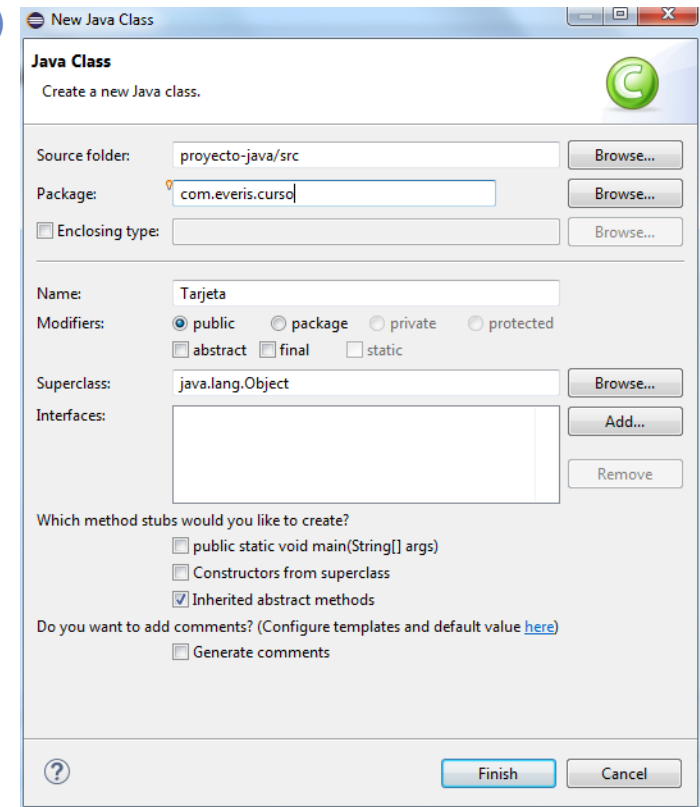 New Java Class
Java Class
Create a new Java class.
Source folder: proyecto-java/src Browse...
Package: com.everis.curso Browse...
Enclosing type: Browse...
Name: Tarjeta
Modifiers: public package private protected
abstract final static
Superclass: java.lang.Object Browse...
Interfaces: Add...
Remove
Which method stubs would you like to create?
public static void main(String[] args)
Constructors from superclass
Inherited abstract methods
Do you want to add comments? (Configure templates and default value here)
Generate comments
? Finish Cancel